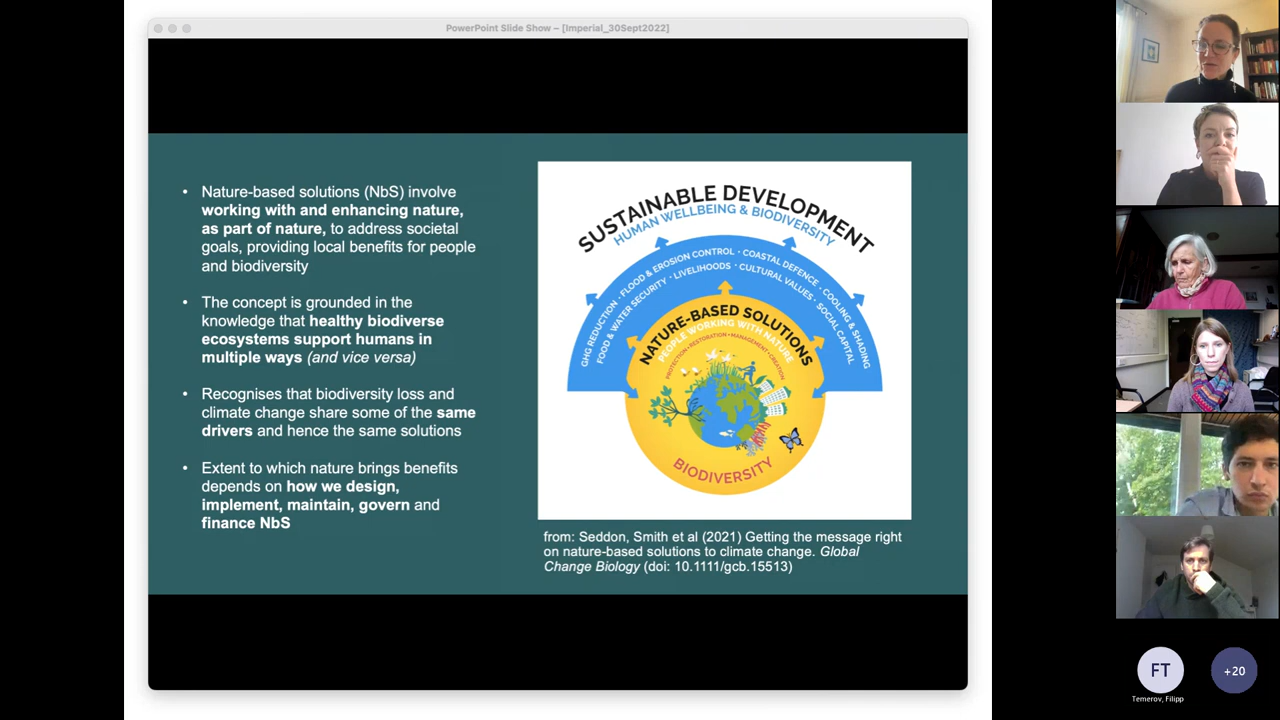 PowerPoint Slide Show – [Imperial_30Sept2022]
• Nature-based solutions (NbS) involve
working with and enhancing nature,
as part of nature, to address societal
goals, providing local benefits for people
and biodiversity
• The concept is grounded in the
knowledge that healthy biodiverse
ecosystems support humans in
multiple ways (and vice versa)
• Recognises that biodiversity loss and
climate change share some of the same
drivers and hence the same solutions
• Extent to which nature brings benefits
depends on how we design,
implement, maintain, govern and
finance NbS
SUSTAINABLE DEVELOPMENT
HUMAN WELLBEING & BIODIVERSITY
GHG REDUCTION • FLOOD & EROSION CONTROL • COASTAL DEFENCE • COOLING & SHADING
FOOD & WATER SECURITY • LIVELIHOODS • CULTURAL VALUES • SOCIAL CAPITAL
NATURE-BASED SOLUTIONS
PEOPLE WORKING WITH NATURE
PROTECTION • RESTORATION • MANAGEMENT • CREATION
BIODIVERSITY
from: Seddon, Smith et al (2021) Getting the message right
on nature-based solutions to climate change. Global
Change Biology (doi: 10.1111/gcb.15513)
FT
Temerov, Filipp
+20